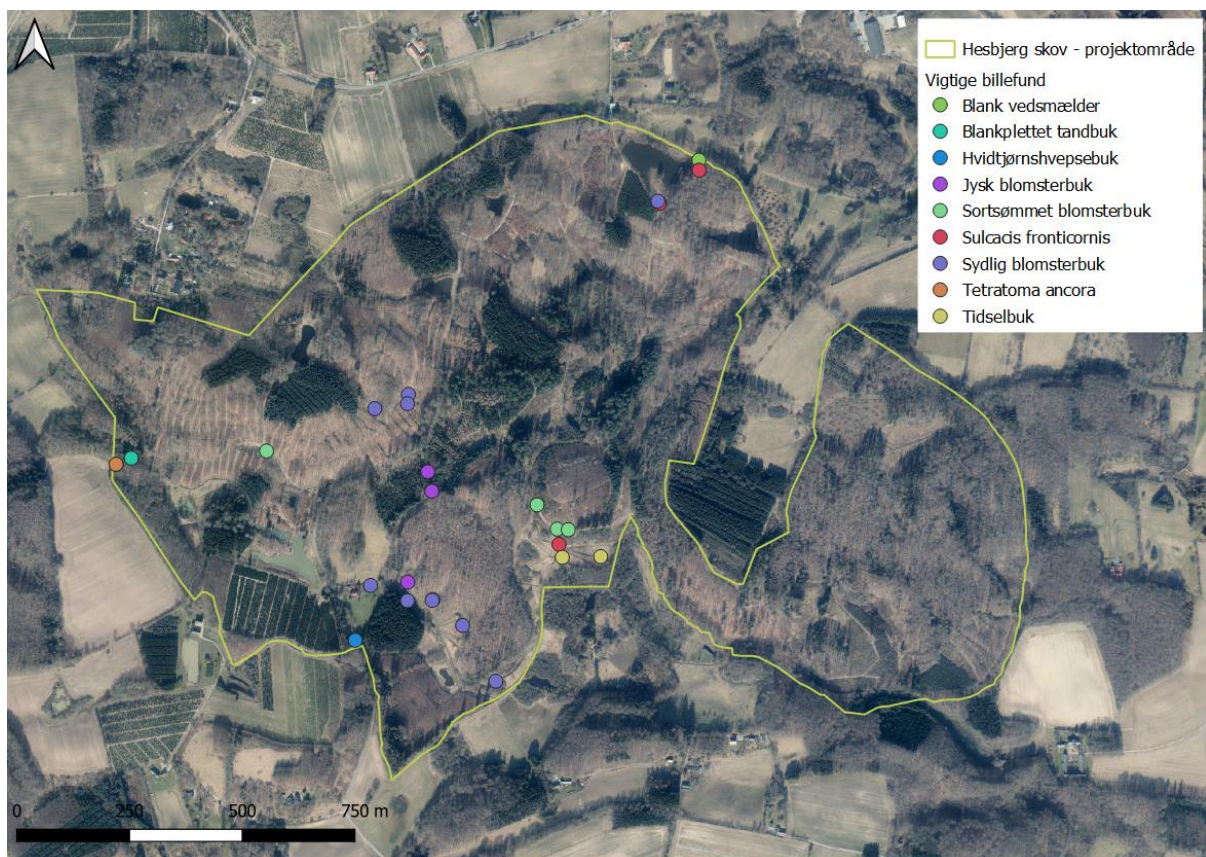 Hesbjerg skov - projektområde
Vigtige billefund
Blank vedsmælder
Blankplettet tandbuk
Hvidtjørnshvepsebuk
Jysk blomsterbuk
Sortsømmet blomsterbuk
Sulcacis fronticornis
Sydlig blomsterbuk
Tetratoma ancora
Tidselbuk
0 250 500 750 m